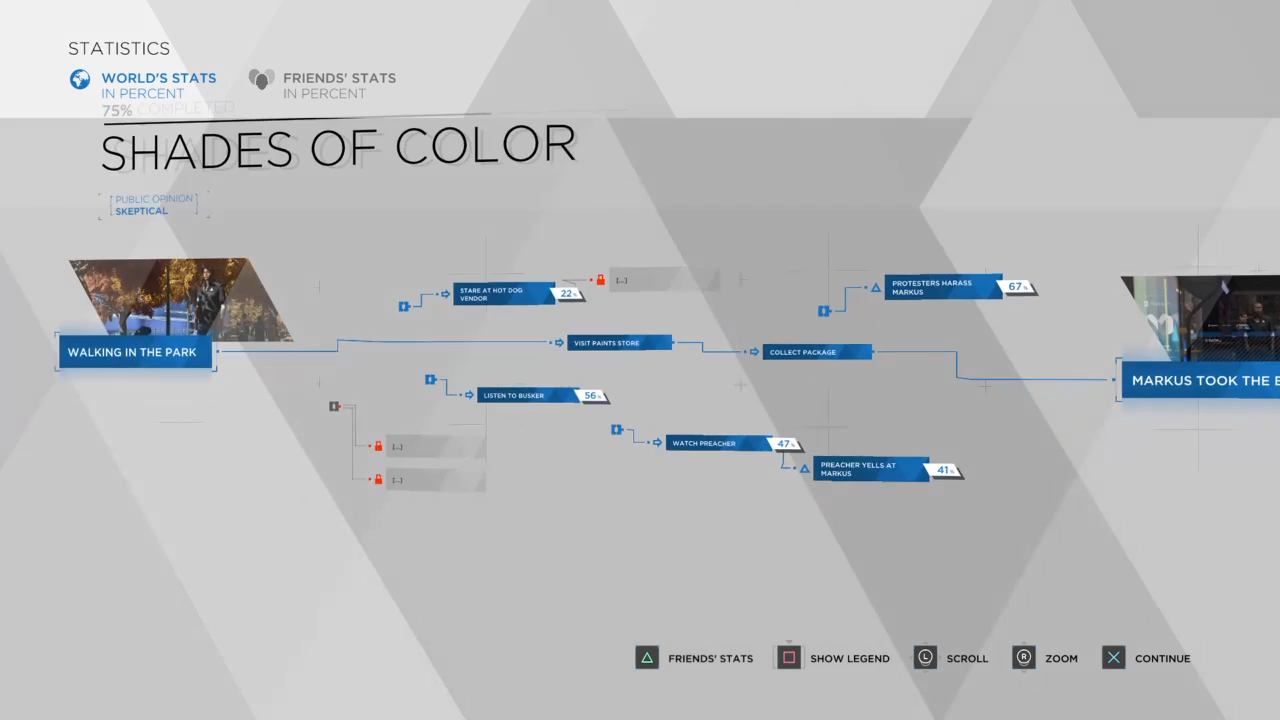 STATISTICS
WORLD'S STATS
IN PERCENT
FRIENDS' STATS
IN PERCENT
75% COMPLETED
SHADES OF COLOR
PUBLIC OPINION
SKEPTICAL
STARE AT HOT DOG
VENDOR
22%
[...]
PROTESTERS HARASS
MARKUS
67%
WALKING IN THE PARK
VISIT PAINTS STORE
COLLECT PACKAGE
MARKUS TOOK THE
LISTEN TO BUSKER
56%
[...]
[...]
WATCH PREACHER
47%
PREACHER YELLS AT
MARKUS
41%
FRIENDS' STATS
SHOW LEGEND
L
SCROLL
R
ZOOM
CONTINUE